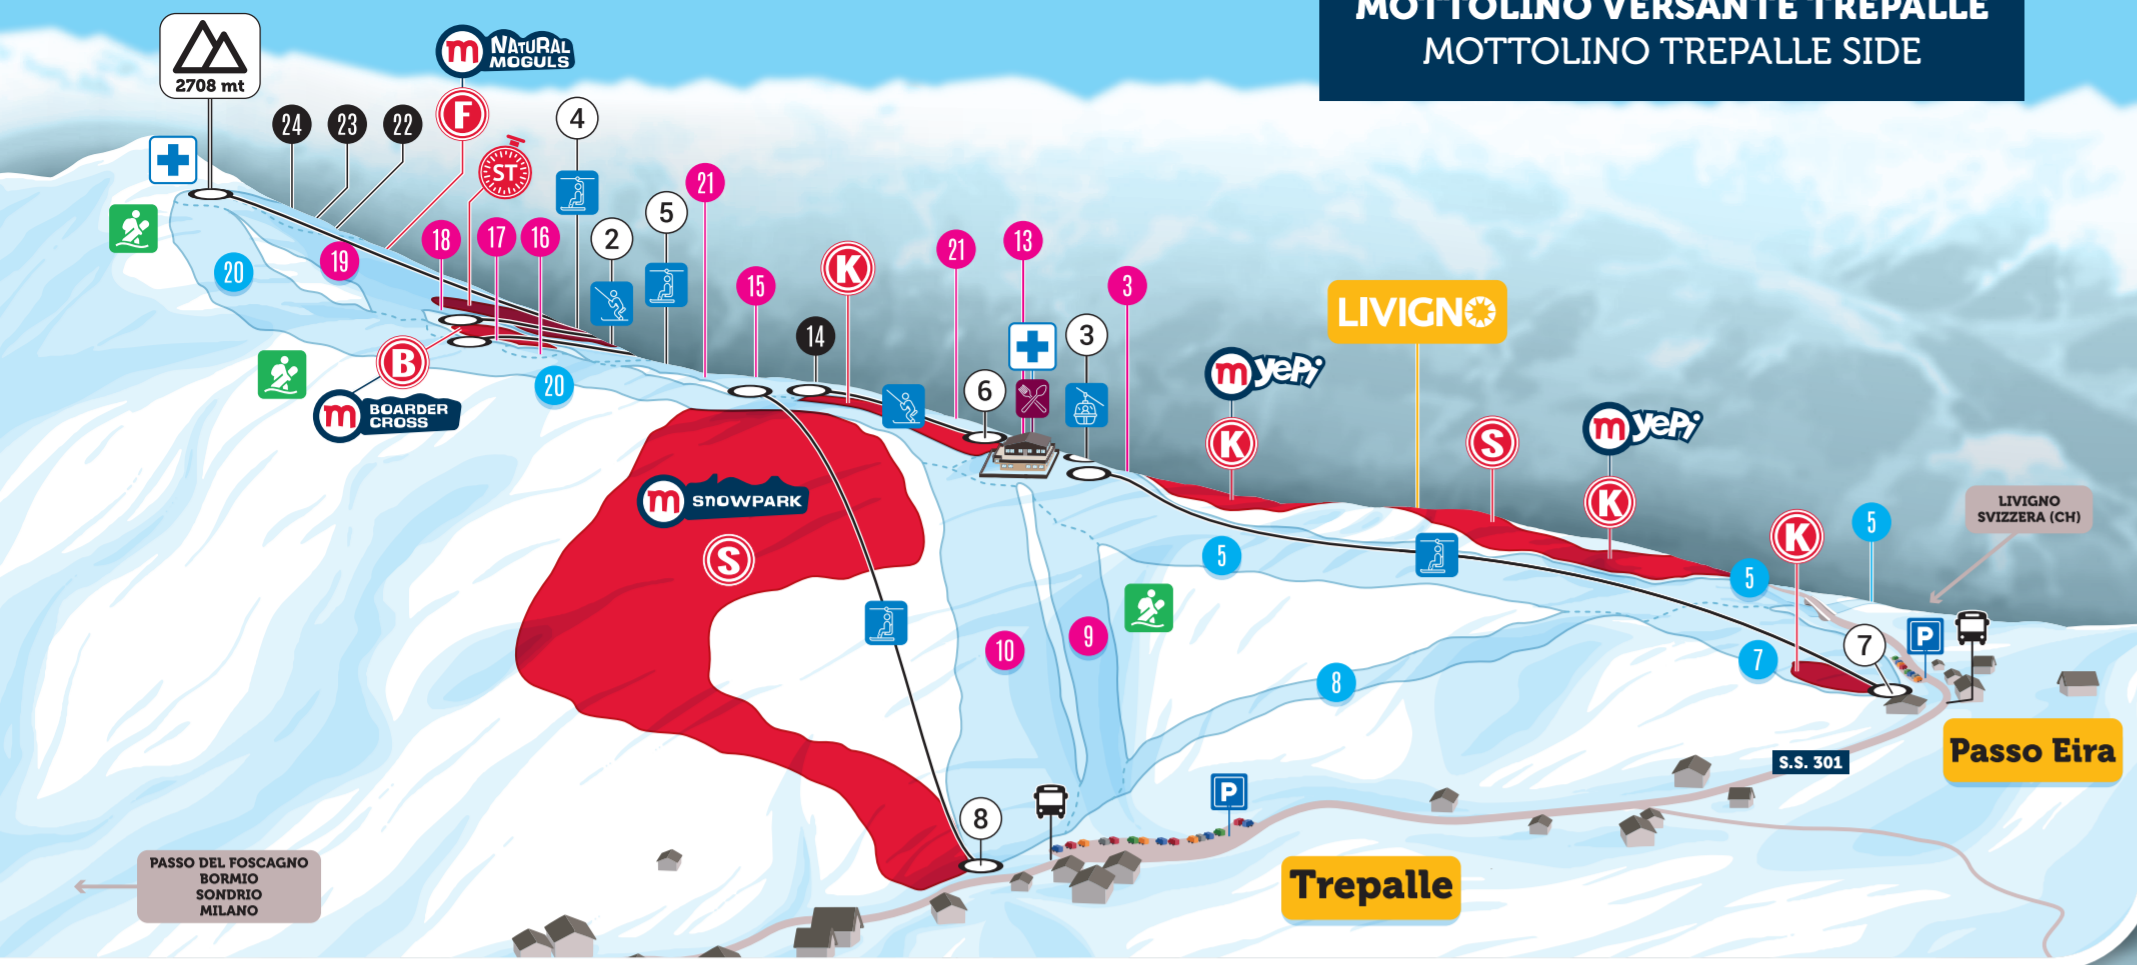 MOTTOLINO VERSANTE TREPALLE
MOTTOLINO TREPALLE SIDE
2708 mt
m NATURAL
MOGULS
F
24
23
22
4
ST
21
5
2
18
17
16
19
20
21
13
K
15
3
14
3
6
LIVIGNO
B
m BOARDER
CROSS
20
m yePi
K
S
m yePi
K
K
5
LIVIGNO
SVIZZERA (CH)
m SNOWPARK
S
5
5
10
9
8
7
7
P
S.S. 301
Passo Eira
8
P
Trepalle
PASSO DEL FOSCAGNO
BORMIO
SONDRIO
MILANO